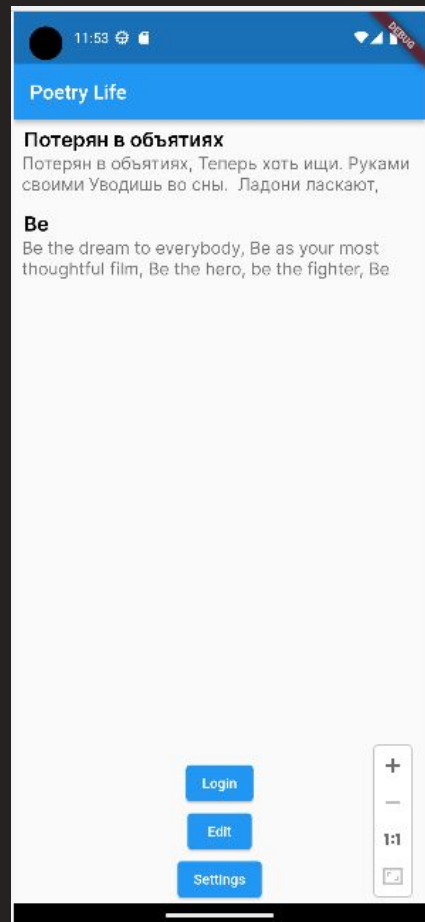 11:53
DEBUG
Poetry Life
Потерян в объятиях
Потерян в объятиях, Теперь хоть ищи. Руками
своими Уводишь во сны. Ладони ласкают,
Be
Be the dream to everybody, Be as your most
thoughtful film, Be the hero, be the fighter, Be
Login
Edit
Settings
+
−
1:1